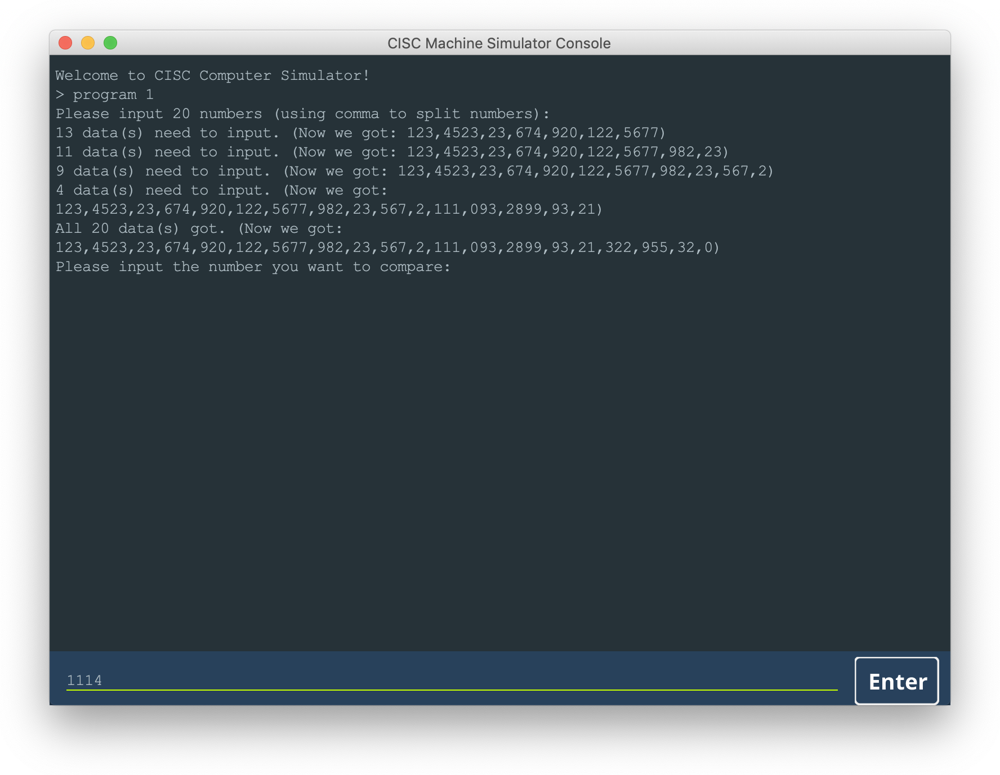 CISC Machine Simulator Console
Welcome to CISC Computer Simulator!
> program 1
Please input 20 numbers (using comma to split numbers):
13 data(s) need to input. (Now we got: 123,4523,23,674,920,122,5677)
11 data(s) need to input. (Now we got: 123,4523,23,674,920,122,5677,982,23)
9 data(s) need to input. (Now we got: 123,4523,23,674,920,122,5677,982,23,567,2)
4 data(s) need to input. (Now we got:
123,4523,23,674,920,122,5677,982,23,567,2,111,093,2899,93,21)
All 20 data(s) got. (Now we got:
123,4523,23,674,920,122,5677,982,23,567,2,111,093,2899,93,21,322,955,32,0)
Please input the number you want to compare:
1114
Enter